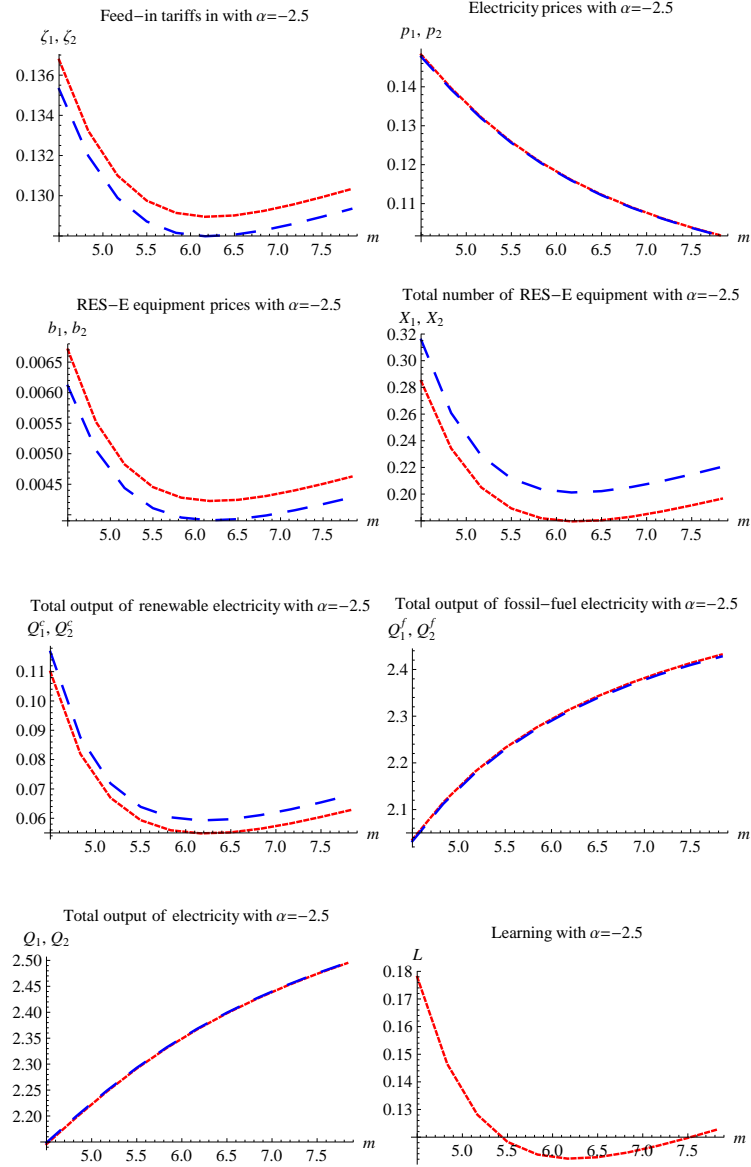 Feed−in tariffs in with α=−2.5
ζ1, ζ2
0.136
0.134
0.132
0.130
5.0 5.5 6.0 6.5 7.0 7.5 m
Electricity prices with α=−2.5
p1, p2
0.14
0.13
0.12
0.11
5.0 5.5 6.0 6.5 7.0 7.5 m
RES−E equipment prices with α=−2.5
b1, b2
0.0065
0.0060
0.0055
0.0050
0.0045
5.0 5.5 6.0 6.5 7.0 7.5 m
Total number of RES−E equipment with α=−2.5
X1, X2
0.32
0.30
0.28
0.26
0.24
0.22
0.20
5.0 5.5 6.0 6.5 7.0 7.5 m
Total output of renewable electricity with α=−2.5
Q1^c, Q2^c
0.11
0.10
0.09
0.08
0.07
0.06
5.0 5.5 6.0 6.5 7.0 7.5 m
Total output of fossil−fuel electricity with α=−2.5
Q1^f, Q2^f
2.4
2.3
2.2
2.1
5.0 5.5 6.0 6.5 7.0 7.5 m
Total output of electricity with α=−2.5
Q1, Q2
2.50
2.45
2.40
2.35
2.30
2.25
2.20
5.0 5.5 6.0 6.5 7.0 7.5 m
Learning with α=−2.5
L
0.18
0.17
0.16
0.15
0.14
0.13
5.0 5.5 6.0 6.5 7.0 7.5 m